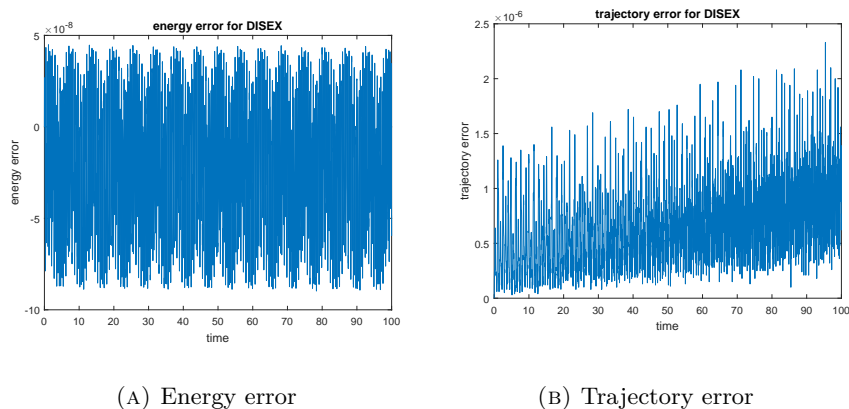 ×10⁻⁸ energy error for DISEX
5
0
-5
-10
energy error
0 10 20 30 40 50 60 70 80 90 100
time
(A) Energy error
×10⁻⁶ trajectory error for DISEX
2.5
2
1.5
1
0.5
0
trajectory error
0 10 20 30 40 50 60 70 80 90 100
time
(B) Trajectory error